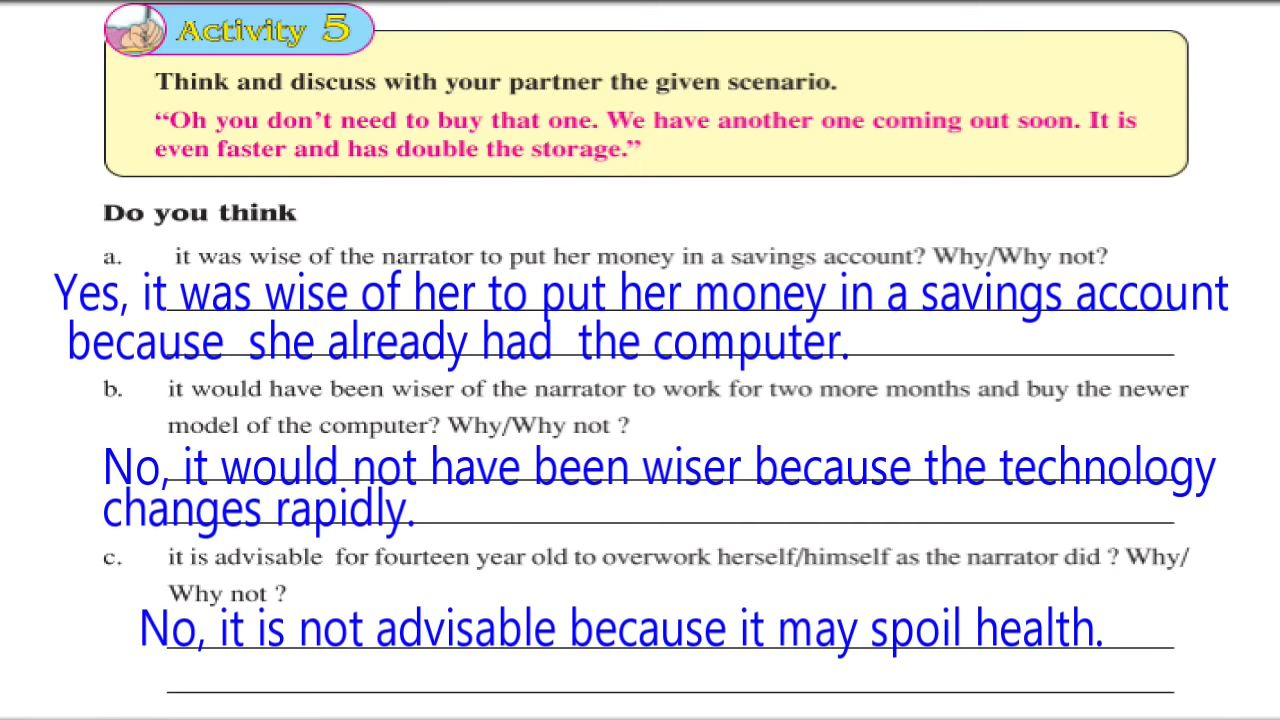 Activity 5
Think and discuss with your partner the given scenario.
“Oh you don’t need to buy that one. We have another one coming out soon. It is
even faster and has double the storage.”
Do you think
a. it was wise of the narrator to put her money in a savings account? Why/Why not?
Yes, it was wise of her to put her money in a savings account
because she already had the computer.
b. it would have been wiser of the narrator to work for two more months and buy the newer
model of the computer? Why/Why not ?
No, it would not have been wiser because the technology
changes rapidly.
c. it is advisable for fourteen year old to overwork herself/himself as the narrator did ? Why/
Why not ?
No, it is not advisable because it may spoil health.